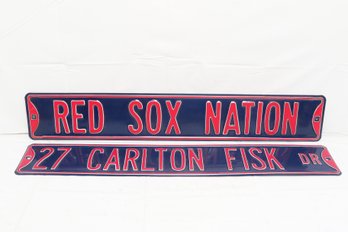 RED SOX NATION
27 CARLTON FISK DR